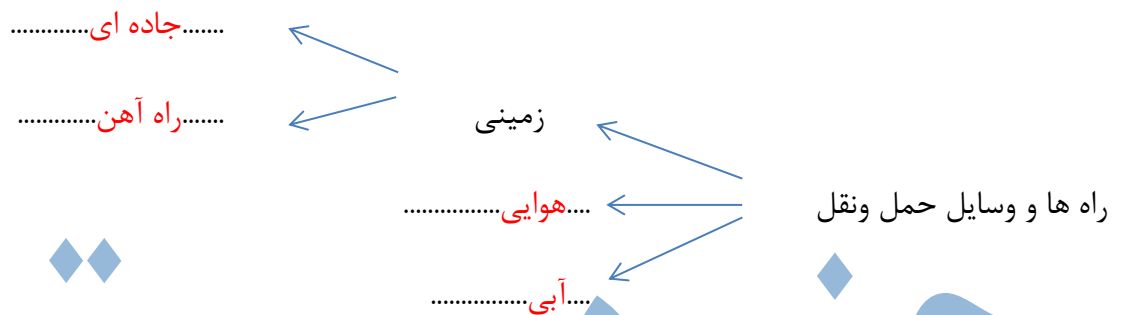 .......جاده ای.............
.......راه آهن.............
زمینی
راه ها و وسایل حمل ونقل
....هوایی................
....آبی................